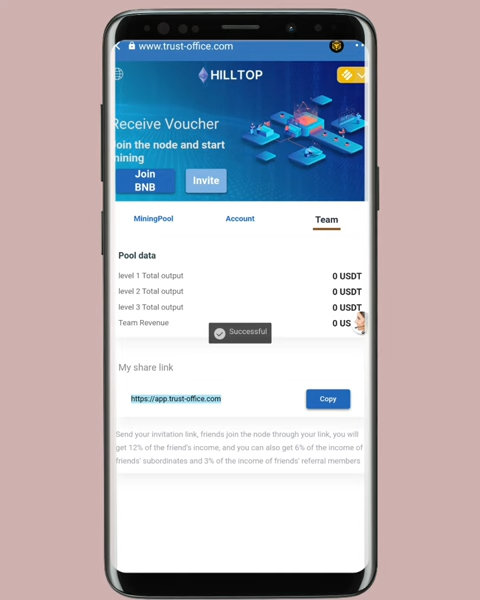 www.trust-office.com
HILLTOP
Receive Voucher
Join the node and start
mining
Join
BNB
Invite
MiningPool Account Team
Pool data
level 1 Total output 0 USDT
level 2 Total output 0 USDT
level 3 Total output 0 USDT
Team Revenue 0 US
Successful
My share link
https://app.trust-office.com Copy
Send your invitation link, friends join the node through your link, you will
get 12% of the friend's income, and you can also get 6% of the income of
friends' subordinates and 3% of the income of friends' referral members